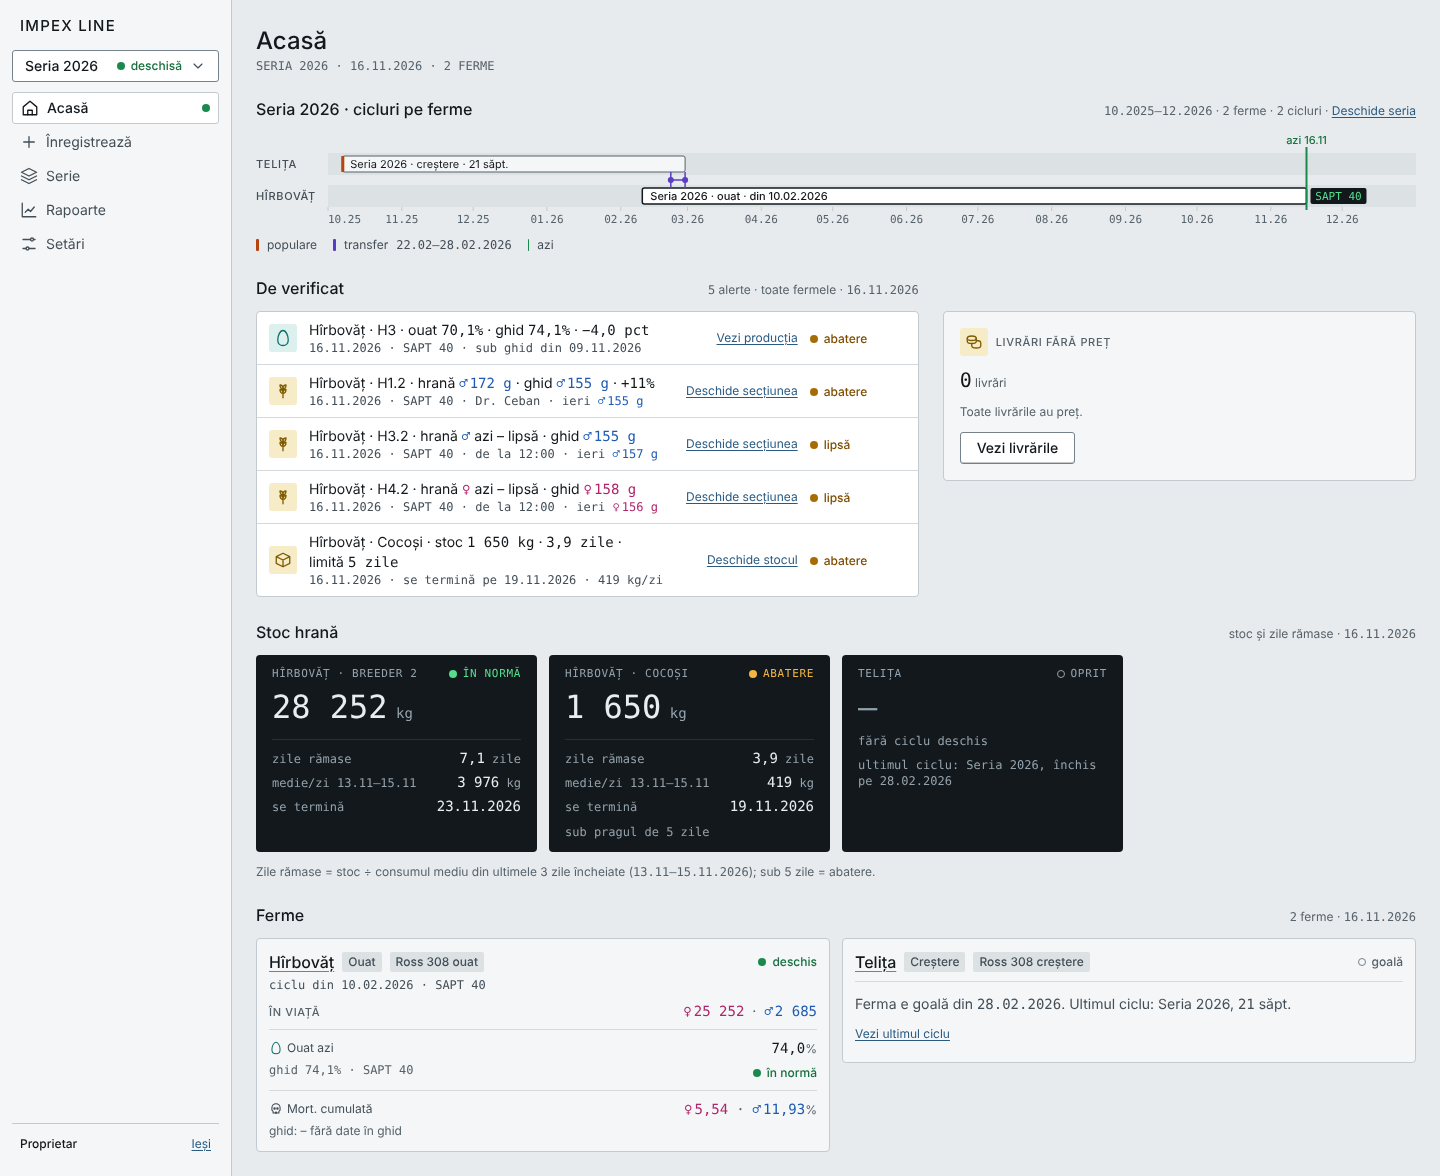 IMPEX LINE
Seria 2026 deschisă
Acasă
Înregistrează
Serie
Rapoarte
Setări
Proprietar Ieși
Acasă
SERIA 2026 · 16.11.2026 · 2 FERME
Seria 2026 · cicluri pe ferme
10.2025–12.2026 · 2 ferme · 2 cicluri · Deschide seria
azi 16.11
TELIȚA Seria 2026 · creștere · 21 săpt.
HÎRBOVĂȚ Seria 2026 · ouat · din 10.02.2026 SAPT 40
10.25 11.25 12.25 01.26 02.26 03.26 04.26 05.26 06.26 07.26 08.26 09.26 10.26 11.26 12.26
populare transfer 22.02–28.02.2026 azi
De verificat 5 alerte · toate fermele · 16.11.2026
Hîrbovăț · H3 · ouat 70,1% · ghid 74,1% · −4,0 pct
16.11.2026 · SAPT 40 · sub ghid din 09.11.2026
Vezi producția abatere
Hîrbovăț · H1.2 · hrană ♂172 g · ghid ♂155 g · +11%
16.11.2026 · SAPT 40 · Dr. Ceban · ieri ♂155 g
Deschide secțiunea abatere
Hîrbovăț · H3.2 · hrană ♂ azi – lipsă · ghid ♂155 g
16.11.2026 · SAPT 40 · de la 12:00 · ieri ♂157 g
Deschide secțiunea lipsă
Hîrbovăț · H4.2 · hrană ♀ azi – lipsă · ghid ♀158 g
16.11.2026 · SAPT 40 · de la 12:00 · ieri ♀156 g
Deschide secțiunea lipsă
Hîrbovăț · Cocoși · stoc 1 650 kg · 3,9 zile ·
limită 5 zile
16.11.2026 · se termină pe 19.11.2026 · 419 kg/zi
Deschide stocul abatere
LIVRĂRI FĂRĂ PREȚ
0 livrări
Toate livrările au preț.
Vezi livrările
Stoc hrană stoc și zile rămase · 16.11.2026
HÎRBOVĂȚ · BREEDER 2 ÎN NORMĂ
28 252 kg
zile rămase 7,1 zile
medie/zi 13.11–15.11 3 976 kg
se termină 23.11.2026
HÎRBOVĂȚ · COCOȘI ABATERE
1 650 kg
zile rămase 3,9 zile
medie/zi 13.11–15.11 419 kg
se termină 19.11.2026
sub pragul de 5 zile
TELIȚA OPRIT
—
fără ciclu deschis
ultimul ciclu: Seria 2026, închis
pe 28.02.2026
Zile rămase = stoc ÷ consumul mediu din ultimele 3 zile încheiate (13.11–15.11.2026); sub 5 zile = abatere.
Ferme 2 ferme · 16.11.2026
Hîrbovăț Ouat Ross 308 ouat deschis
ciclu din 10.02.2026 · SAPT 40
ÎN VIAȚĂ ♀25 252 · ♂2 685
Ouat azi 74,0%
ghid 74,1% · SAPT 40 în normă
Mort. cumulată ♀5,54 · ♂11,93%
ghid: – fără date în ghid
Telița Creștere Ross 308 creștere goală
Ferma e goală din 28.02.2026. Ultimul ciclu: Seria 2026, 21 săpt.
Vezi ultimul ciclu